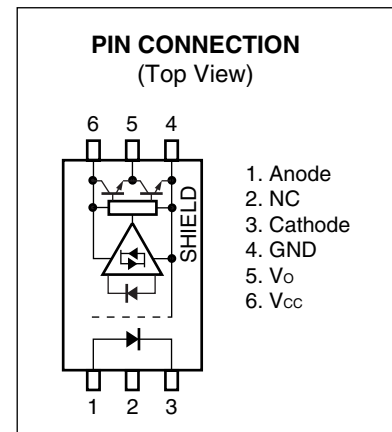 PIN CONNECTION
(Top View)
6 5 4
SHIELD
1. Anode
2. NC
3. Cathode
4. GND
5. Vo
6. Vcc
1 2 3